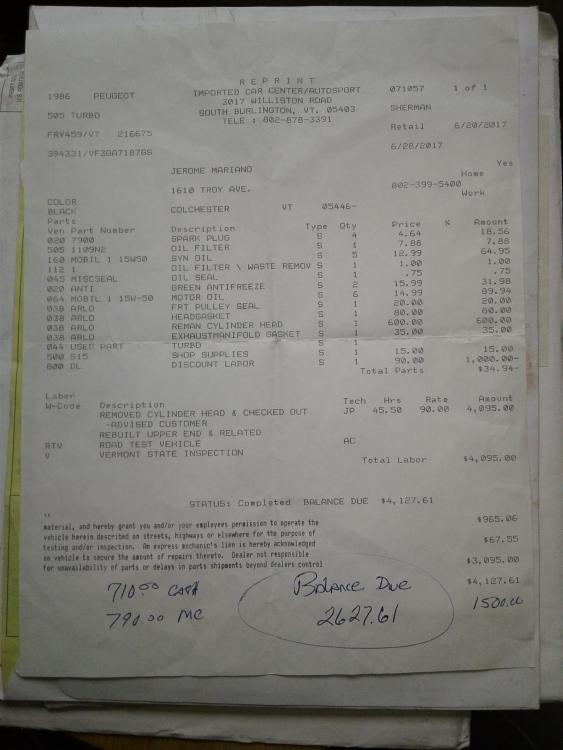 REPRINT
1986 PEUGEOT IMPORTED CAR CENTER/AUTOSPORT 071057 1 of 1
3017 WILLISTON ROAD
505 TURBO SOUTH BURLINGTON, VT. 05403 SHERMAN
TELE : 802-878-3391
FRY459/VT 216675 Retail 6/20/2017
394331/VF3GA7187GS 6/28/2017
Yes
JEROME MARIANO Home
1610 TROY AVE. 802-399-5400
Work
COLOR
BLACK COLCHESTER VT 05446-
Parts
Ven Part Number Description Type Qty Price % Amount
020 7900 SPARK PLUG S 4 4.64 18.56
505 1109N2 OIL FILTER S 1 7.88 7.88
160 MOBIL 1 15W50 SYN OIL S 5 12.99 64.95
112 1 OIL FILTER \ WASTE REMOV S 1 1.00 1.00
045 MISCSEAL OIL SEAL S 1 .75 .75
020 ANTI GREEN ANTIFREEZE S 2 15.99 31.98
064 MOBIL 1 15W-50 MOTOR OIL S 6 14.99 89.94
038 ARLO FRT PULLEY SEAL S 1 20.00 20.00
038 ARLO HEADGASKET S 1 80.00 80.00
038 ARLO REMAN CYLINDER HEAD S 1 600.00 600.00
038 ARLO EXHAUSTMANIFOLD GASKET S 1 35.00 35.00
044 USED PART TURBO S 1
500 S15 SHOP SUPPLIES S 1 15.00 15.00
800 DL DISCOUNT LABOR S 1 90.00 1,000.00-
Total Parts $34.94-
Labor
W-Code Description Tech Hrs Rate Amount
REMOVED CYLINDER HEAD & CHECKED OUT JP 45.50 90.00 4,095.00
-ADVISED CUSTOMER
REBUILT UPPER END & RELATED
RTV ROAD TEST VEHICLE AC
V VERMONT STATE INSPECTION
Total Labor $4,095.00
STATUS: Completed BALANCE DUE $4,127.61
material, and hereby grant you and/or your employees permission to operate the $965.06
vehicle herein described on streets, highways or elsewhere for the purpose of
testing and/or inspection. An express mechanic's lien is hereby acknowledged $67.55
on vehicle to secure the amount of repairs thereto. Dealer not responsible
for unavailability of parts or delays in parts shipments beyond dealers control $3,095.00
$4,127.61
710.00 CASH Balance Due 1500.00
790.00 MC 2627.61